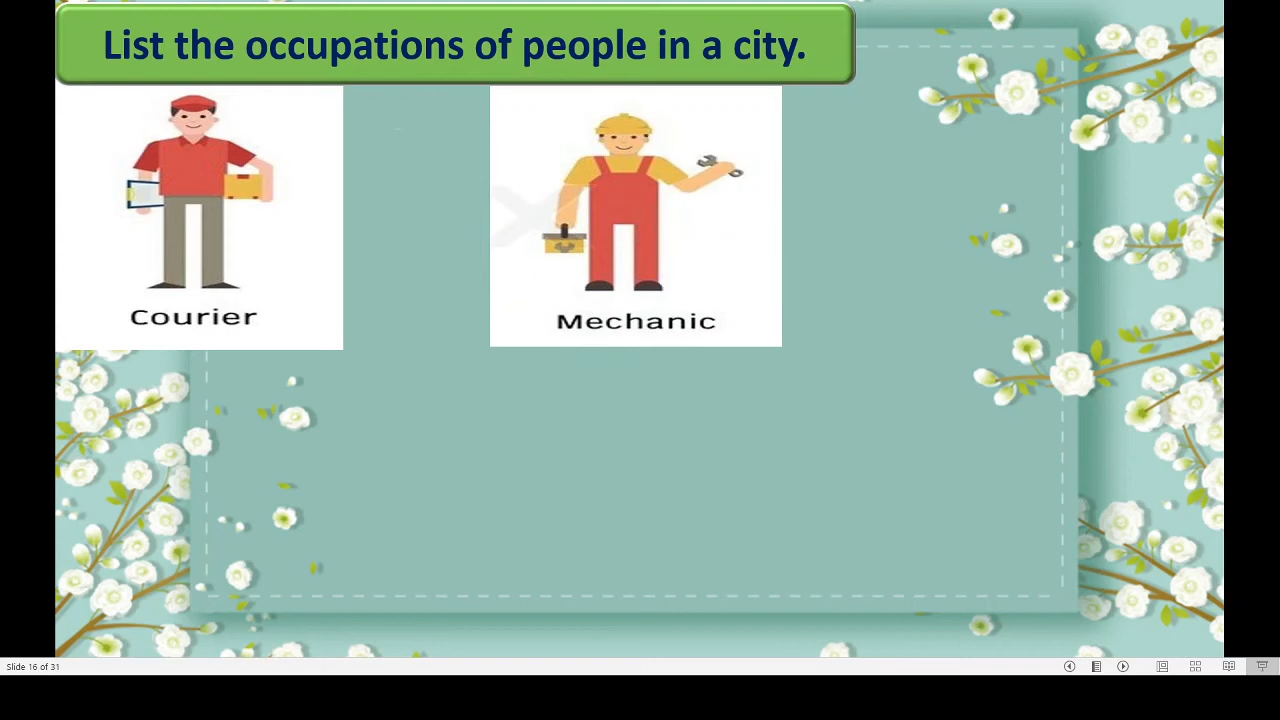 List the occupations of people in a city.
Courier
Mechanic
Slide 16 of 31